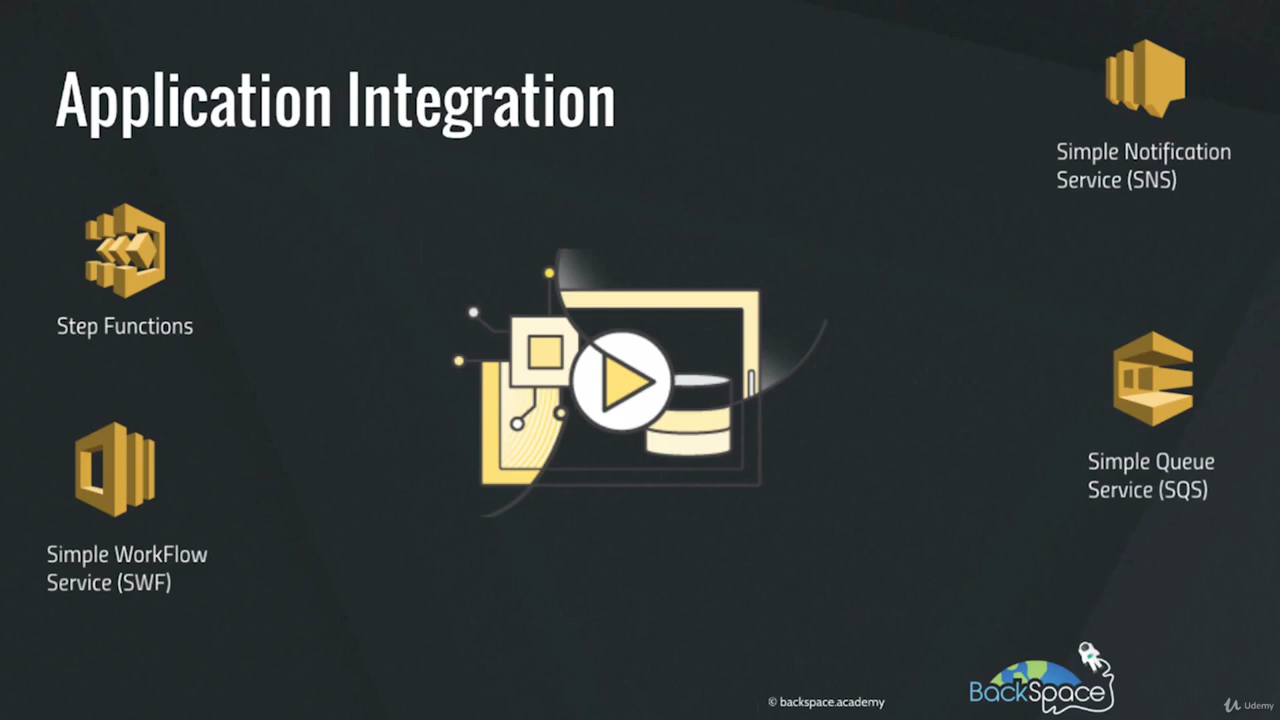 Application Integration
Simple Notification
Service (SNS)
Step Functions
Simple Queue
Service (SQS)
Simple WorkFlow
Service (SWF)
BackSpace
© backspace.academy
Udemy